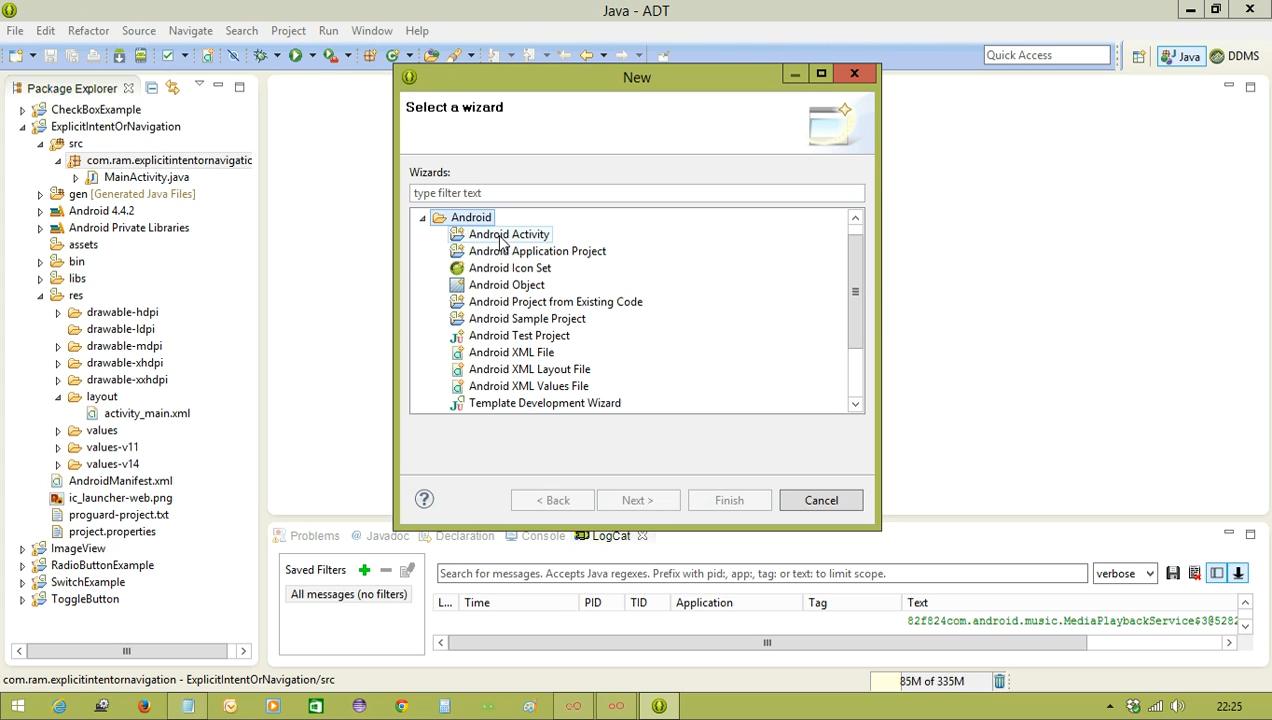 Java - ADT
File Edit Refactor Source Navigate Search Project Run Window Help
Quick Access
Java
DDMS
Package Explorer
CheckBoxExample
ExplicitIntentOrNavigation
src
com.ram.explicitintentornavigatic
MainActivity.java
gen [Generated Java Files]
Android 4.4.2
Android Private Libraries
assets
bin
libs
res
drawable-hdpi
drawable-ldpi
drawable-mdpi
drawable-xhdpi
drawable-xxhdpi
layout
activity_main.xml
values
values-v11
values-v14
AndroidManifest.xml
ic_launcher-web.png
proguard-project.txt
project.properties
ImageView
RadioButtonExample
SwitchExample
ToggleButton
New
Select a wizard
Wizards:
type filter text
Android
Android Activity
Android Application Project
Android Icon Set
Android Object
Android Project from Existing Code
Android Sample Project
Android Test Project
Android XML File
Android XML Layout File
Android XML Values File
Template Development Wizard
< Back
Next >
Finish
Cancel
Problems @ Javadoc Declaration Console LogCat
Saved Filters
All messages (no filters)
Search for messages. Accepts Java regexes. Prefix with pid:, app:, tag: or text: to limit scope.
verbose
L... Time PID TID Application Tag Text
82f824com.android.music.MediaPlaybackService$3@5282
com.ram.explicitintentornavigation - ExplicitIntentOrNavigation/src
85M of 335M
22:25